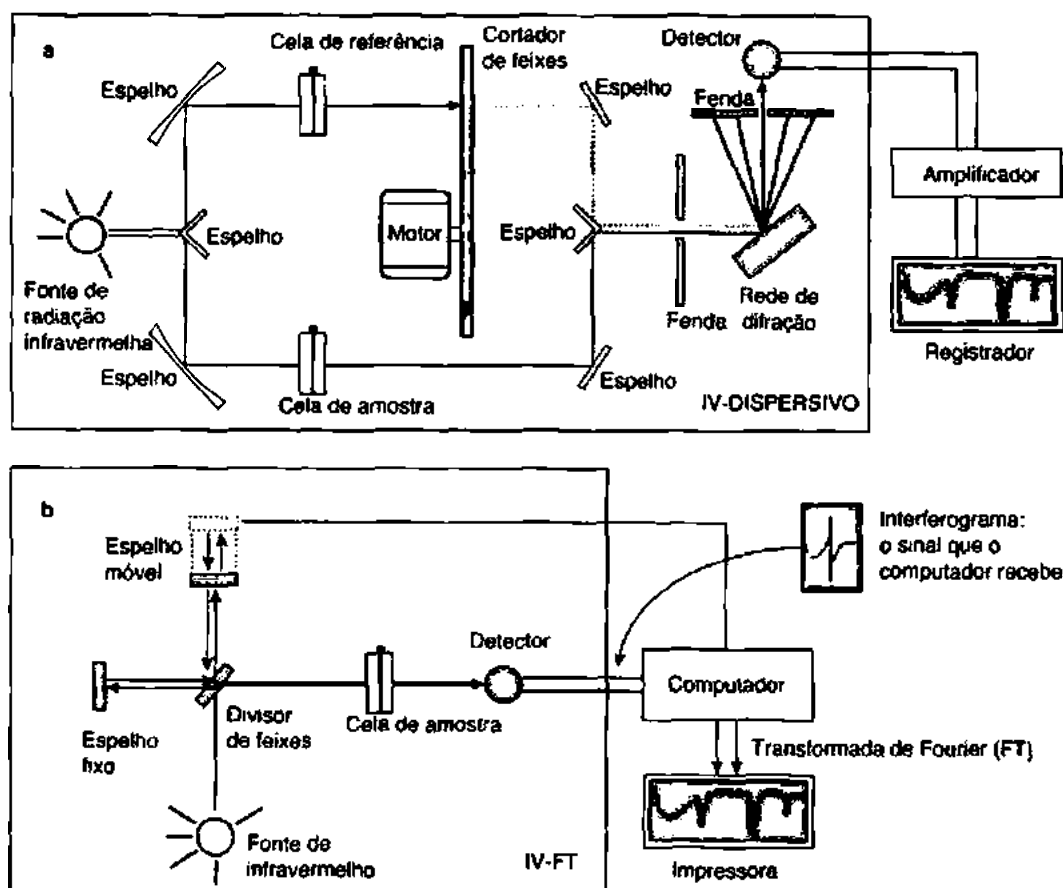 a
Cela de referência
Cortador
de feixes
Detector
Espelho
Espelho
Fenda
Amplificador
Motor
Espelho
Espelho
Fonte de
radiação
infravermelha
Rede de
difração
Fenda
Registrador
Espelho
Espelho
Cela de amostra
IV-DISPERSIVO
b
Espelho
móvel
Interferograma:
o sinal que o
computador recebe
Detector
Computador
Divisor
de feixes
Cela de amostra
Espelho
fixo
Transformada de Fourier (FT)
Fonte de
infravermelho
IV-FT
Impressora